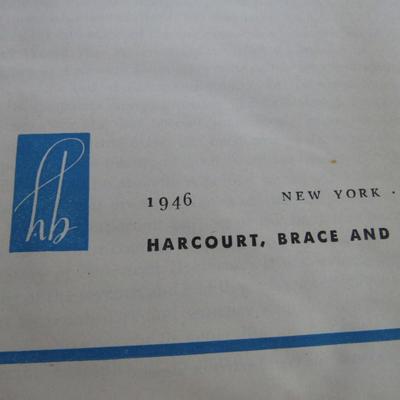 hb
1946 NEW YORK ·
HARCOURT, BRACE AND